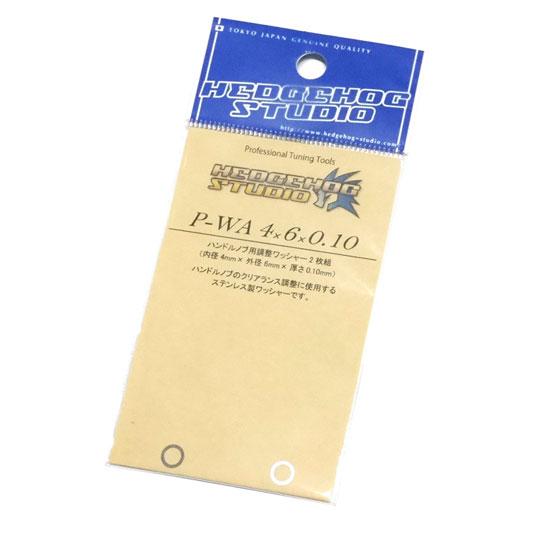 TOKYO JAPAN GENUINE QUALITY
HEDGEHOG
STUDIO
http://www.hedgehog-studio.com
Professional Tuning Tools
HEDGEHOG
STUDIO
P-WA 4×6×0.10
ハンドルノブ用調整ワッシャー2枚組
(内径 4mm× 外径 6mm× 厚さ0.10mm)
ハンドルノブのクリアランス調整に使用する
ステンレス製ワッシャーです。